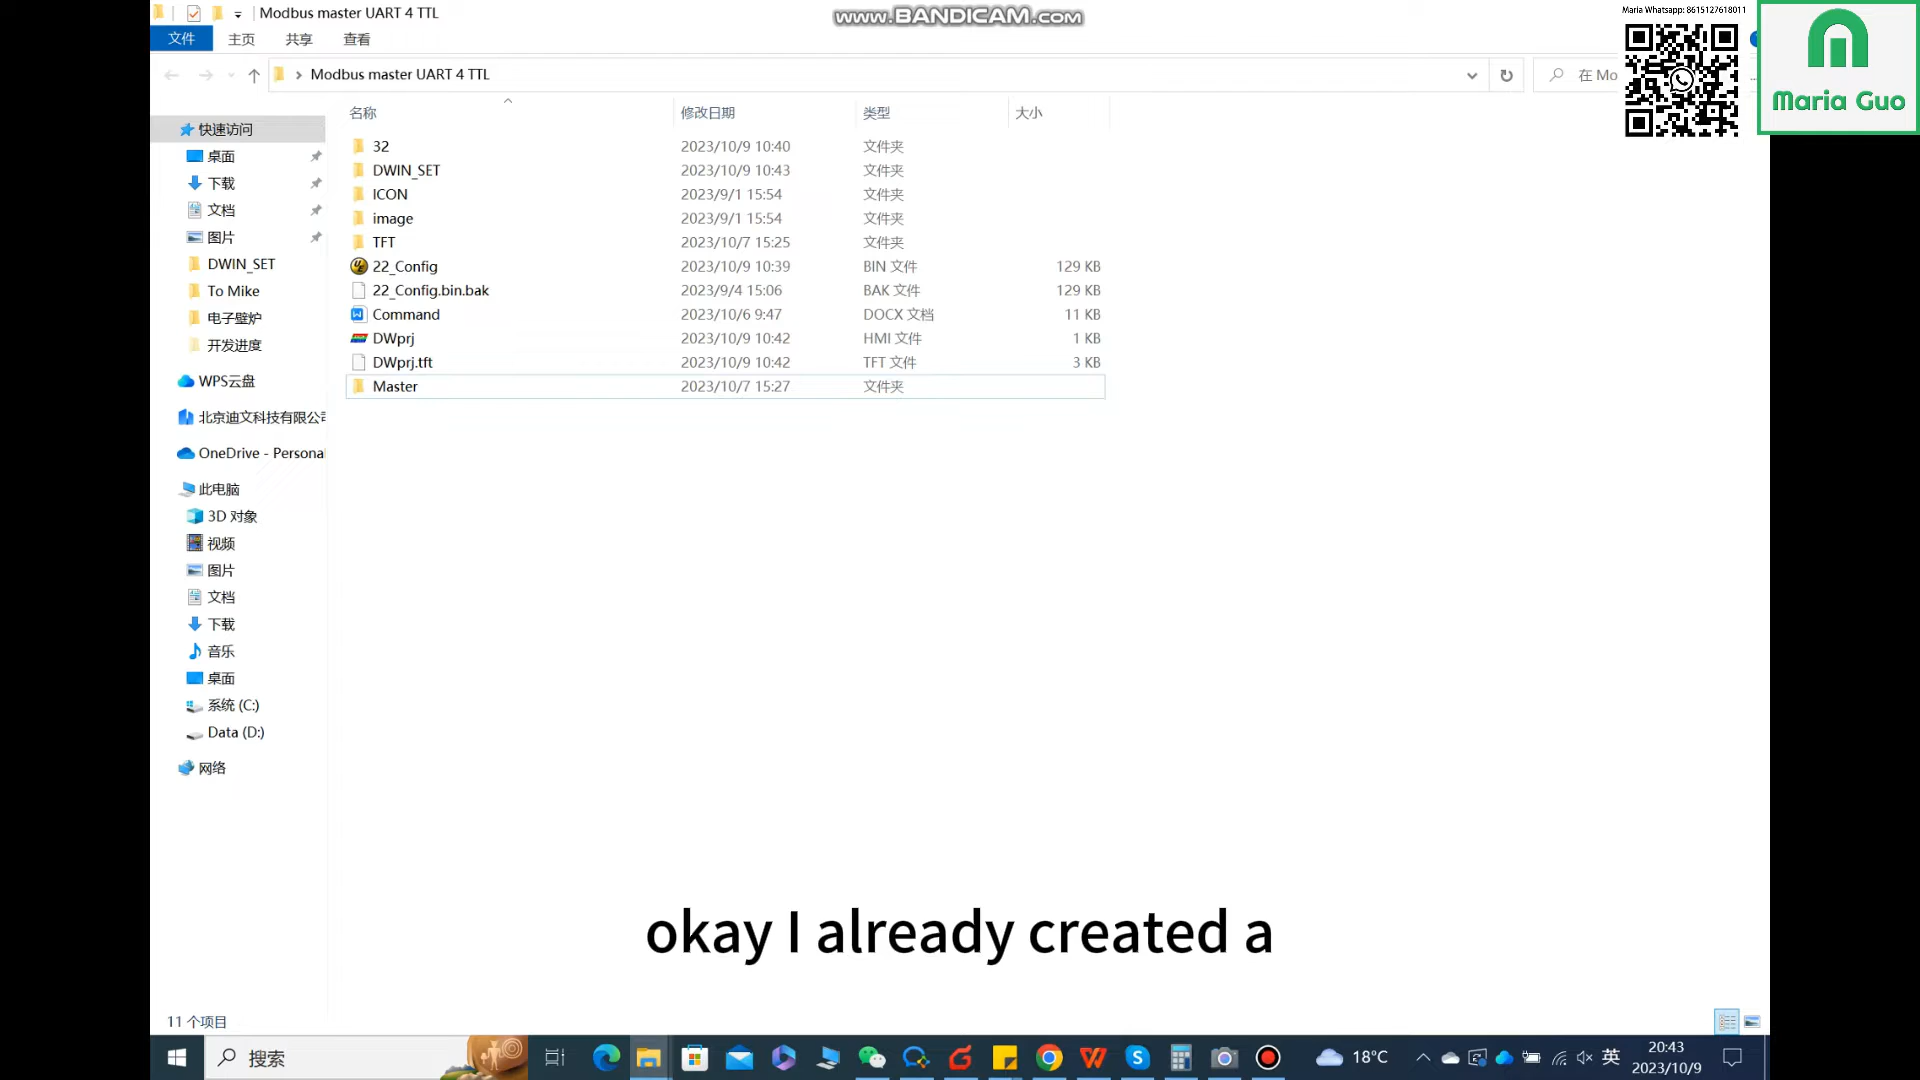 Modbus master UART 4 TTL
www.BANDICAM.com
Maria Whatsapp: 8615127618011
Maria Guo
文件 主页 共享 查看
Modbus master UART 4 TTL
在 Mo
名称 修改日期 类型 大小
快速访问
桌面
下载
文档
图片
DWIN_SET
To Mike
电子壁炉
开发进度
WPS云盘
北京迪文科技有限公司
OneDrive - Personal
此电脑
3D 对象
视频
图片
文档
下载
音乐
桌面
系统 (C:)
Data (D:)
网络
32 2023/10/9 10:40 文件夹
DWIN_SET 2023/10/9 10:43 文件夹
ICON 2023/9/1 15:54 文件夹
image 2023/9/1 15:54 文件夹
TFT 2023/10/7 15:25 文件夹
22_Config 2023/10/9 10:39 BIN 文件 129 KB
22_Config.bin.bak 2023/9/4 15:06 BAK 文件 129 KB
Command 2023/10/6 9:47 DOCX 文档 11 KB
DWprj 2023/10/9 10:42 HMI 文件 1 KB
DWprj.tft 2023/10/9 10:42 TFT 文件 3 KB
Master 2023/10/7 15:27 文件夹
okay I already created a
11 个项目
搜索
18°C
英
20:43
2023/10/9